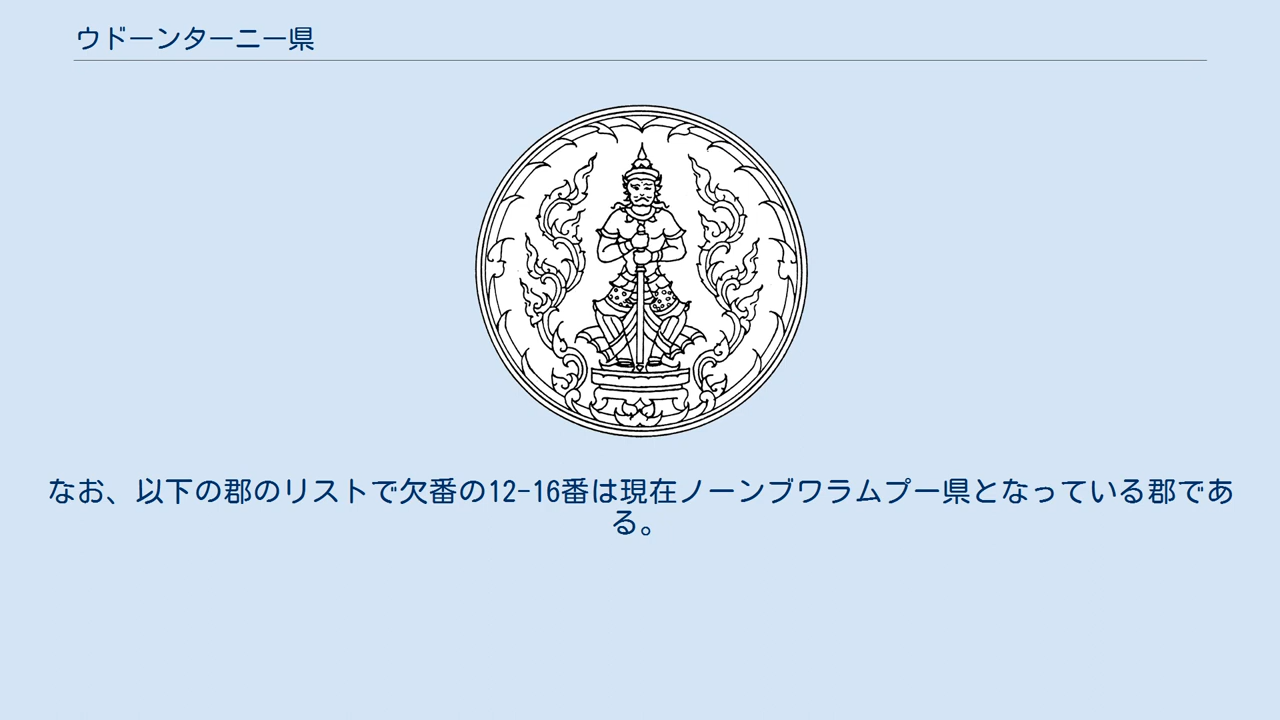 ウドーンターニー県
なお、以下の郡のリストで欠番の12-16番は現在ノーンブワラムプー県となっている郡であ
る。